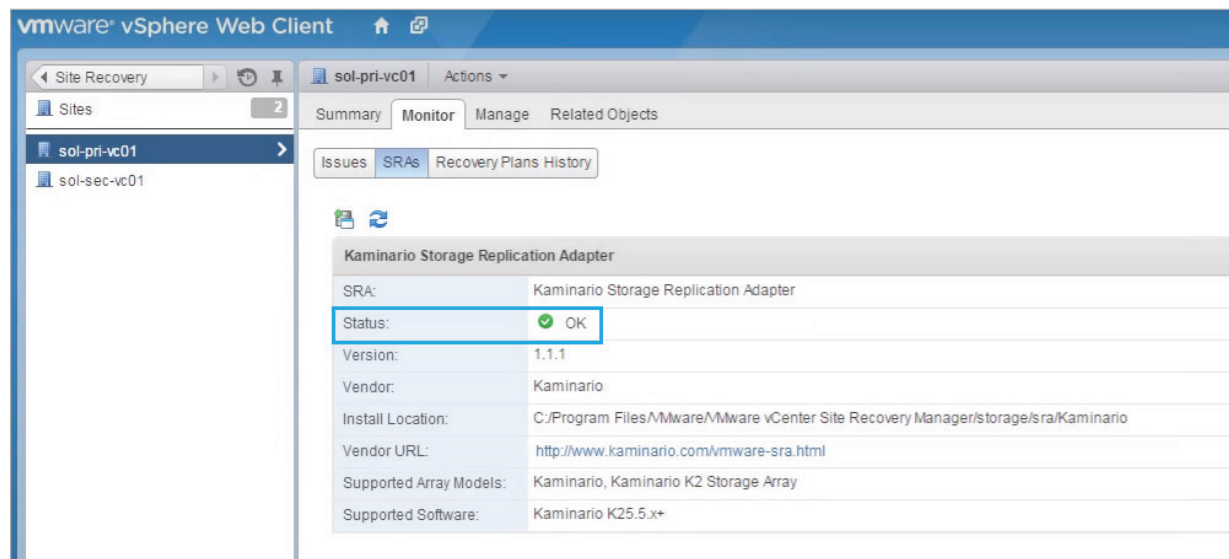 vmware® vSphere Web Client
Site Recovery
Sites 2
sol-pri-vc01
sol-sec-vc01
sol-pri-vc01 Actions
Summary Monitor Manage Related Objects
Issues SRAs Recovery Plans History
Kaminario Storage Replication Adapter
SRA: Kaminario Storage Replication Adapter
Status: OK
Version: 1.1.1
Vendor: Kaminario
Install Location: C:/Program Files/VMware/VMware vCenter Site Recovery Manager/storage/sra/Kaminario
Vendor URL: http://www.kaminario.com/vmware-sra.html
Supported Array Models: Kaminario, Kaminario K2 Storage Array
Supported Software: Kaminario K25.5.x+